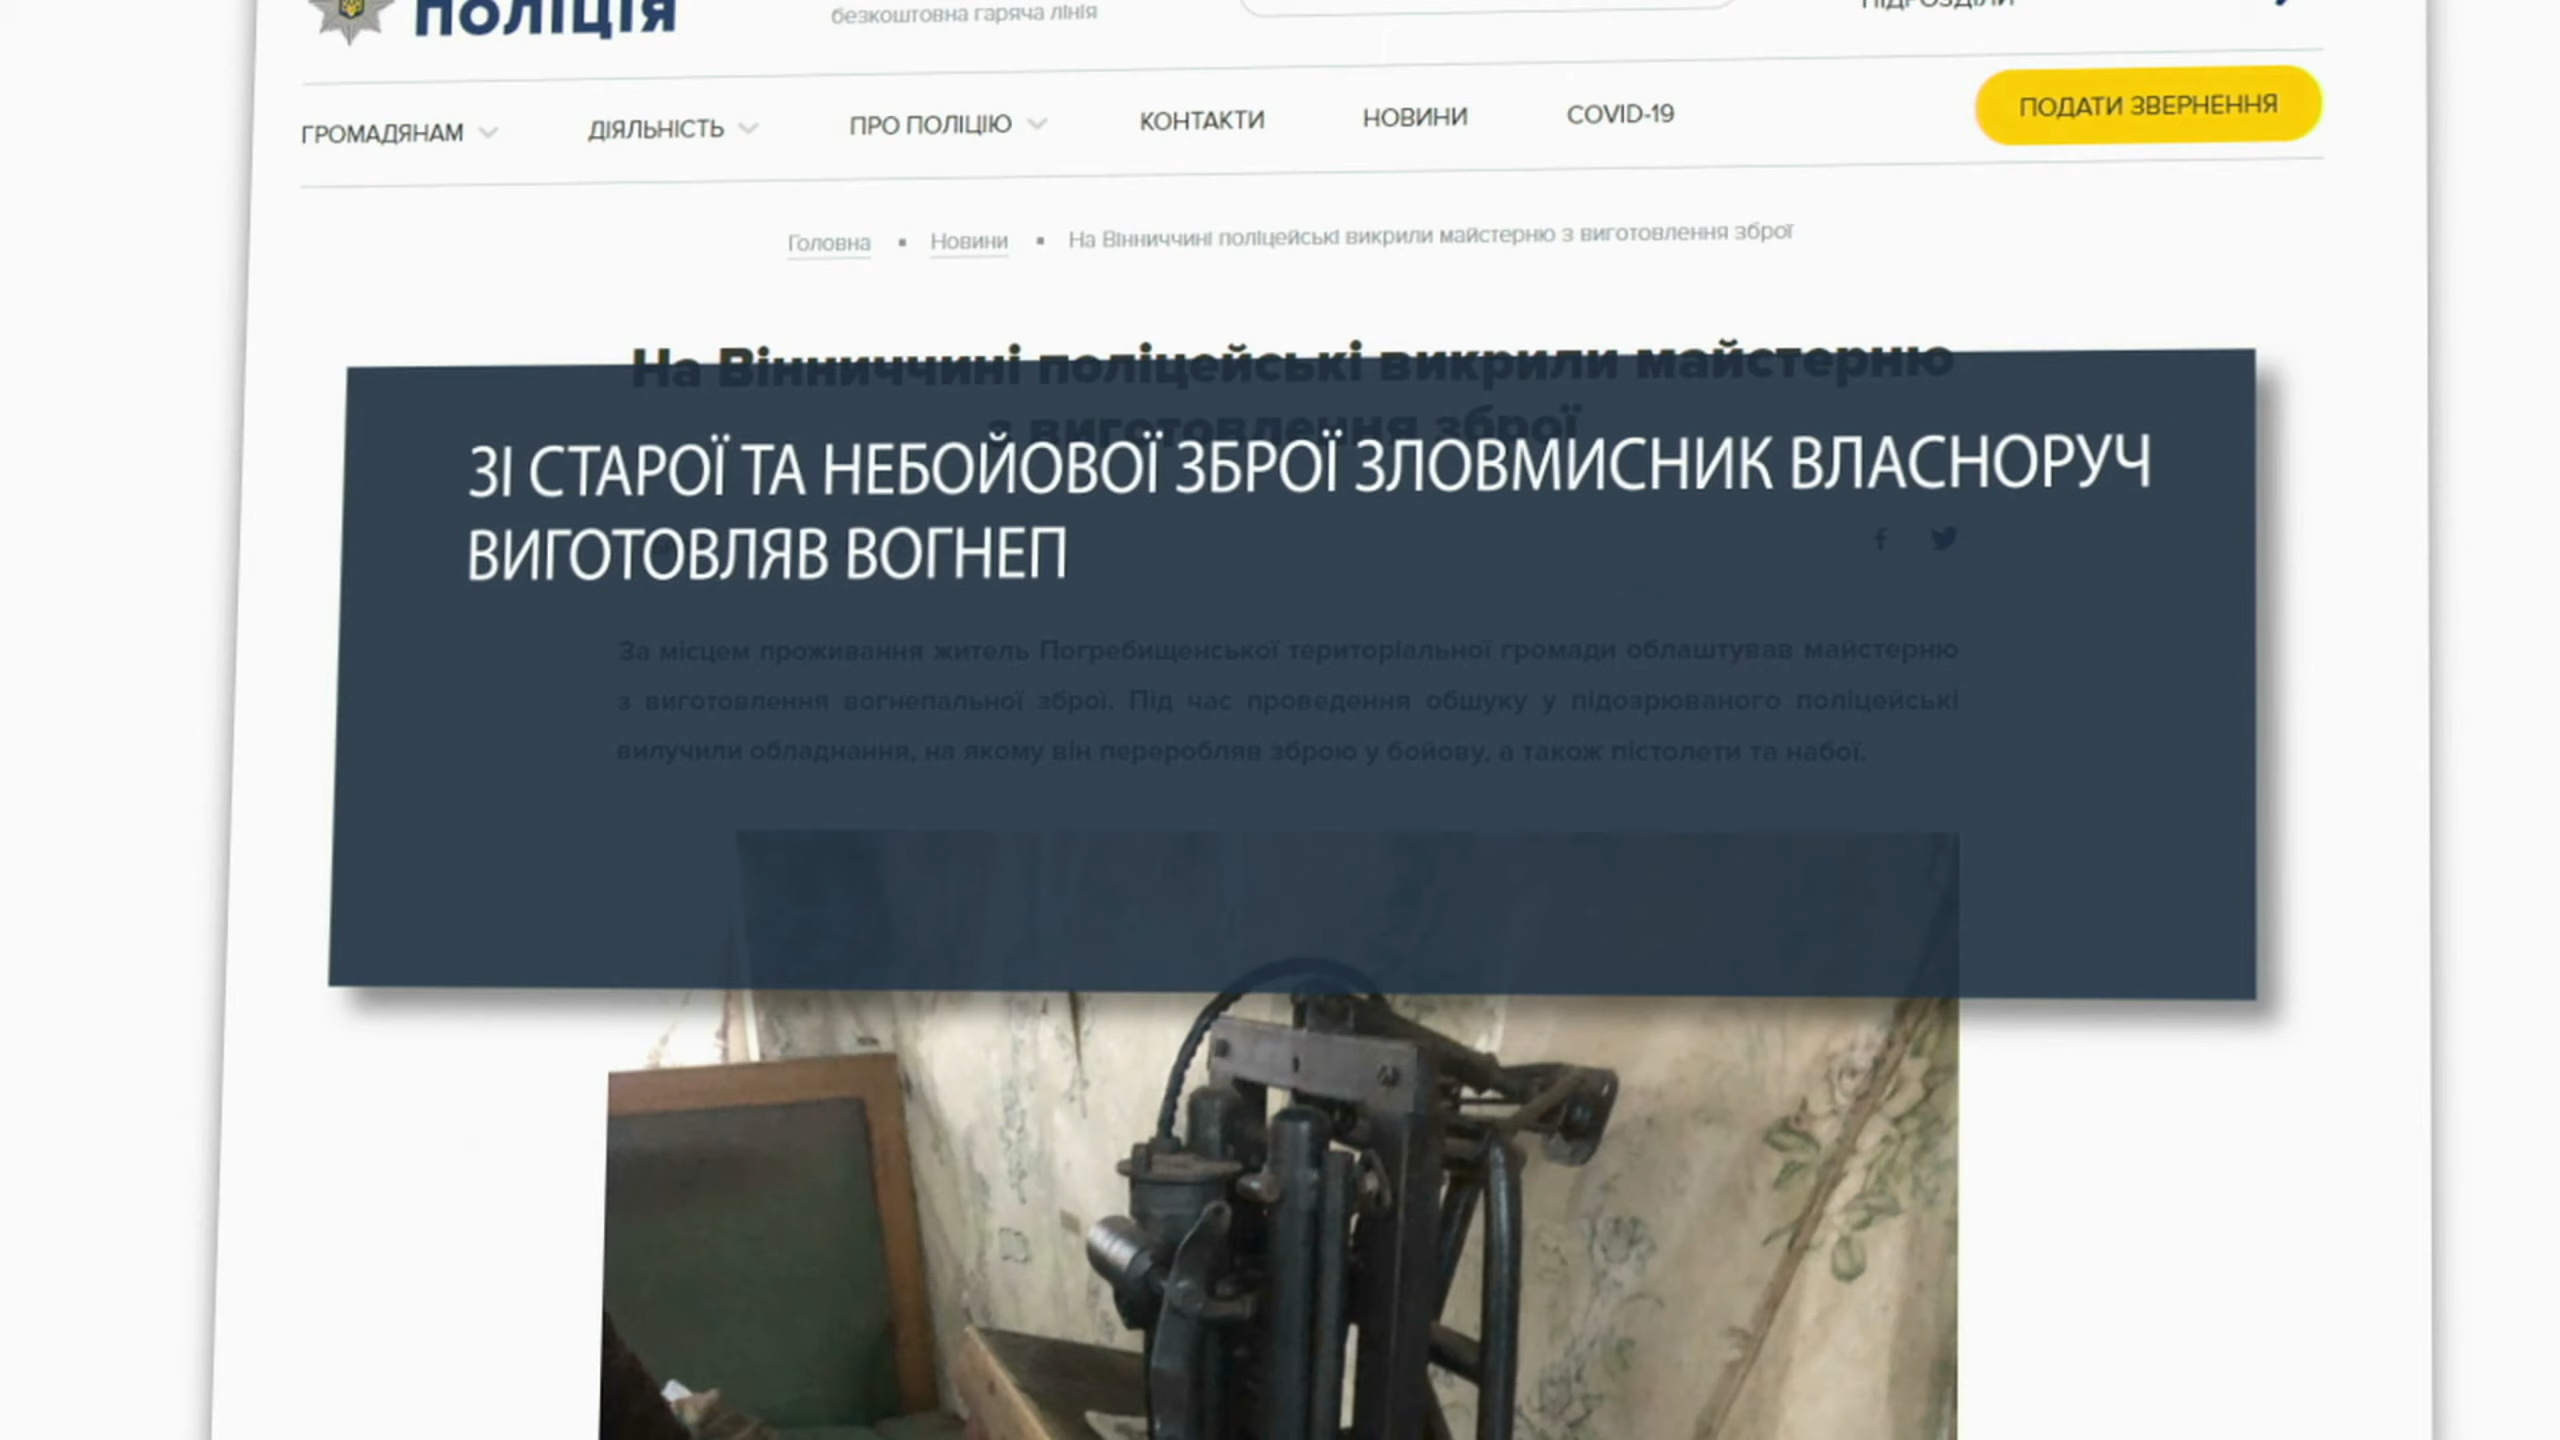 ПОЛІЦІЯ
безкоштовна гаряча лінія
ПІДРОЗДІЛИ
ГРОМАДЯНАМ ДІЯЛЬНІСТЬ ПРО ПОЛІЦІЮ КОНТАКТИ НОВИНИ COVID-19 ПОДАТИ ЗВЕРНЕННЯ
Головна ▪ Новини ▪ На Вінниччині поліцейські викрили майстерню з виготовлення зброї
На Вінниччині поліцейські викрили майстерню
з виготовлення зброї
ЗІ СТАРОЇ ТА НЕБОЙОВОЇ ЗБРОЇ ЗЛОВМИСНИК ВЛАСНОРУЧ
ВИГОТОВЛЯВ ВОГНЕП
За місцем проживання житель Погребищенської територіальної громади облаштував майстерню
з виготовлення вогнепальної зброї. Під час проведення обшуку у підозрюваного поліцейські
вилучили обладнання, на якому він переробляв зброю у бойову, а також пістолети та набої.